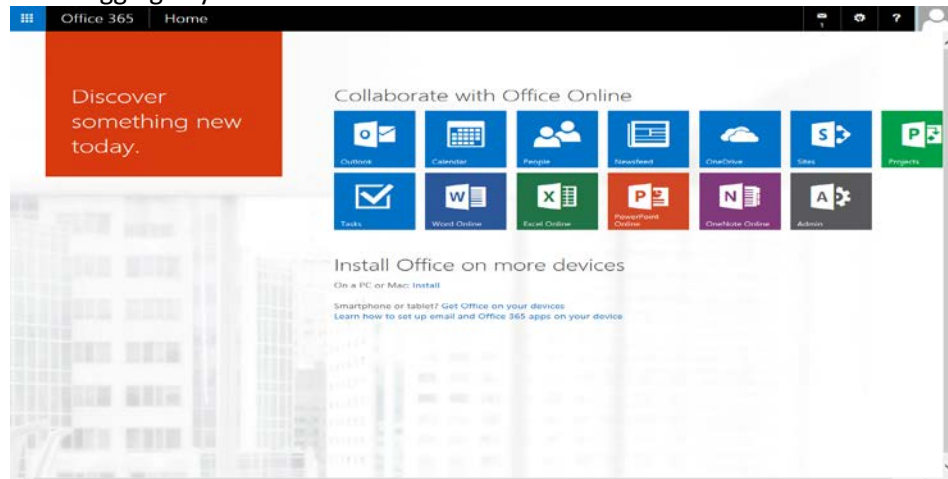 Office 365 Home
1
?
Discover
something new
today.
Collaborate with Office Online
Outlook Calendar People Newsfeed OneDrive Sites Projects
Tasks Word Online Excel Online PowerPoint Online OneNote Online Admin
Install Office on more devices
On a PC or Mac: Install
Smartphone or tablet? Get Office on your devices
Learn how to set up email and Office 365 apps on your device